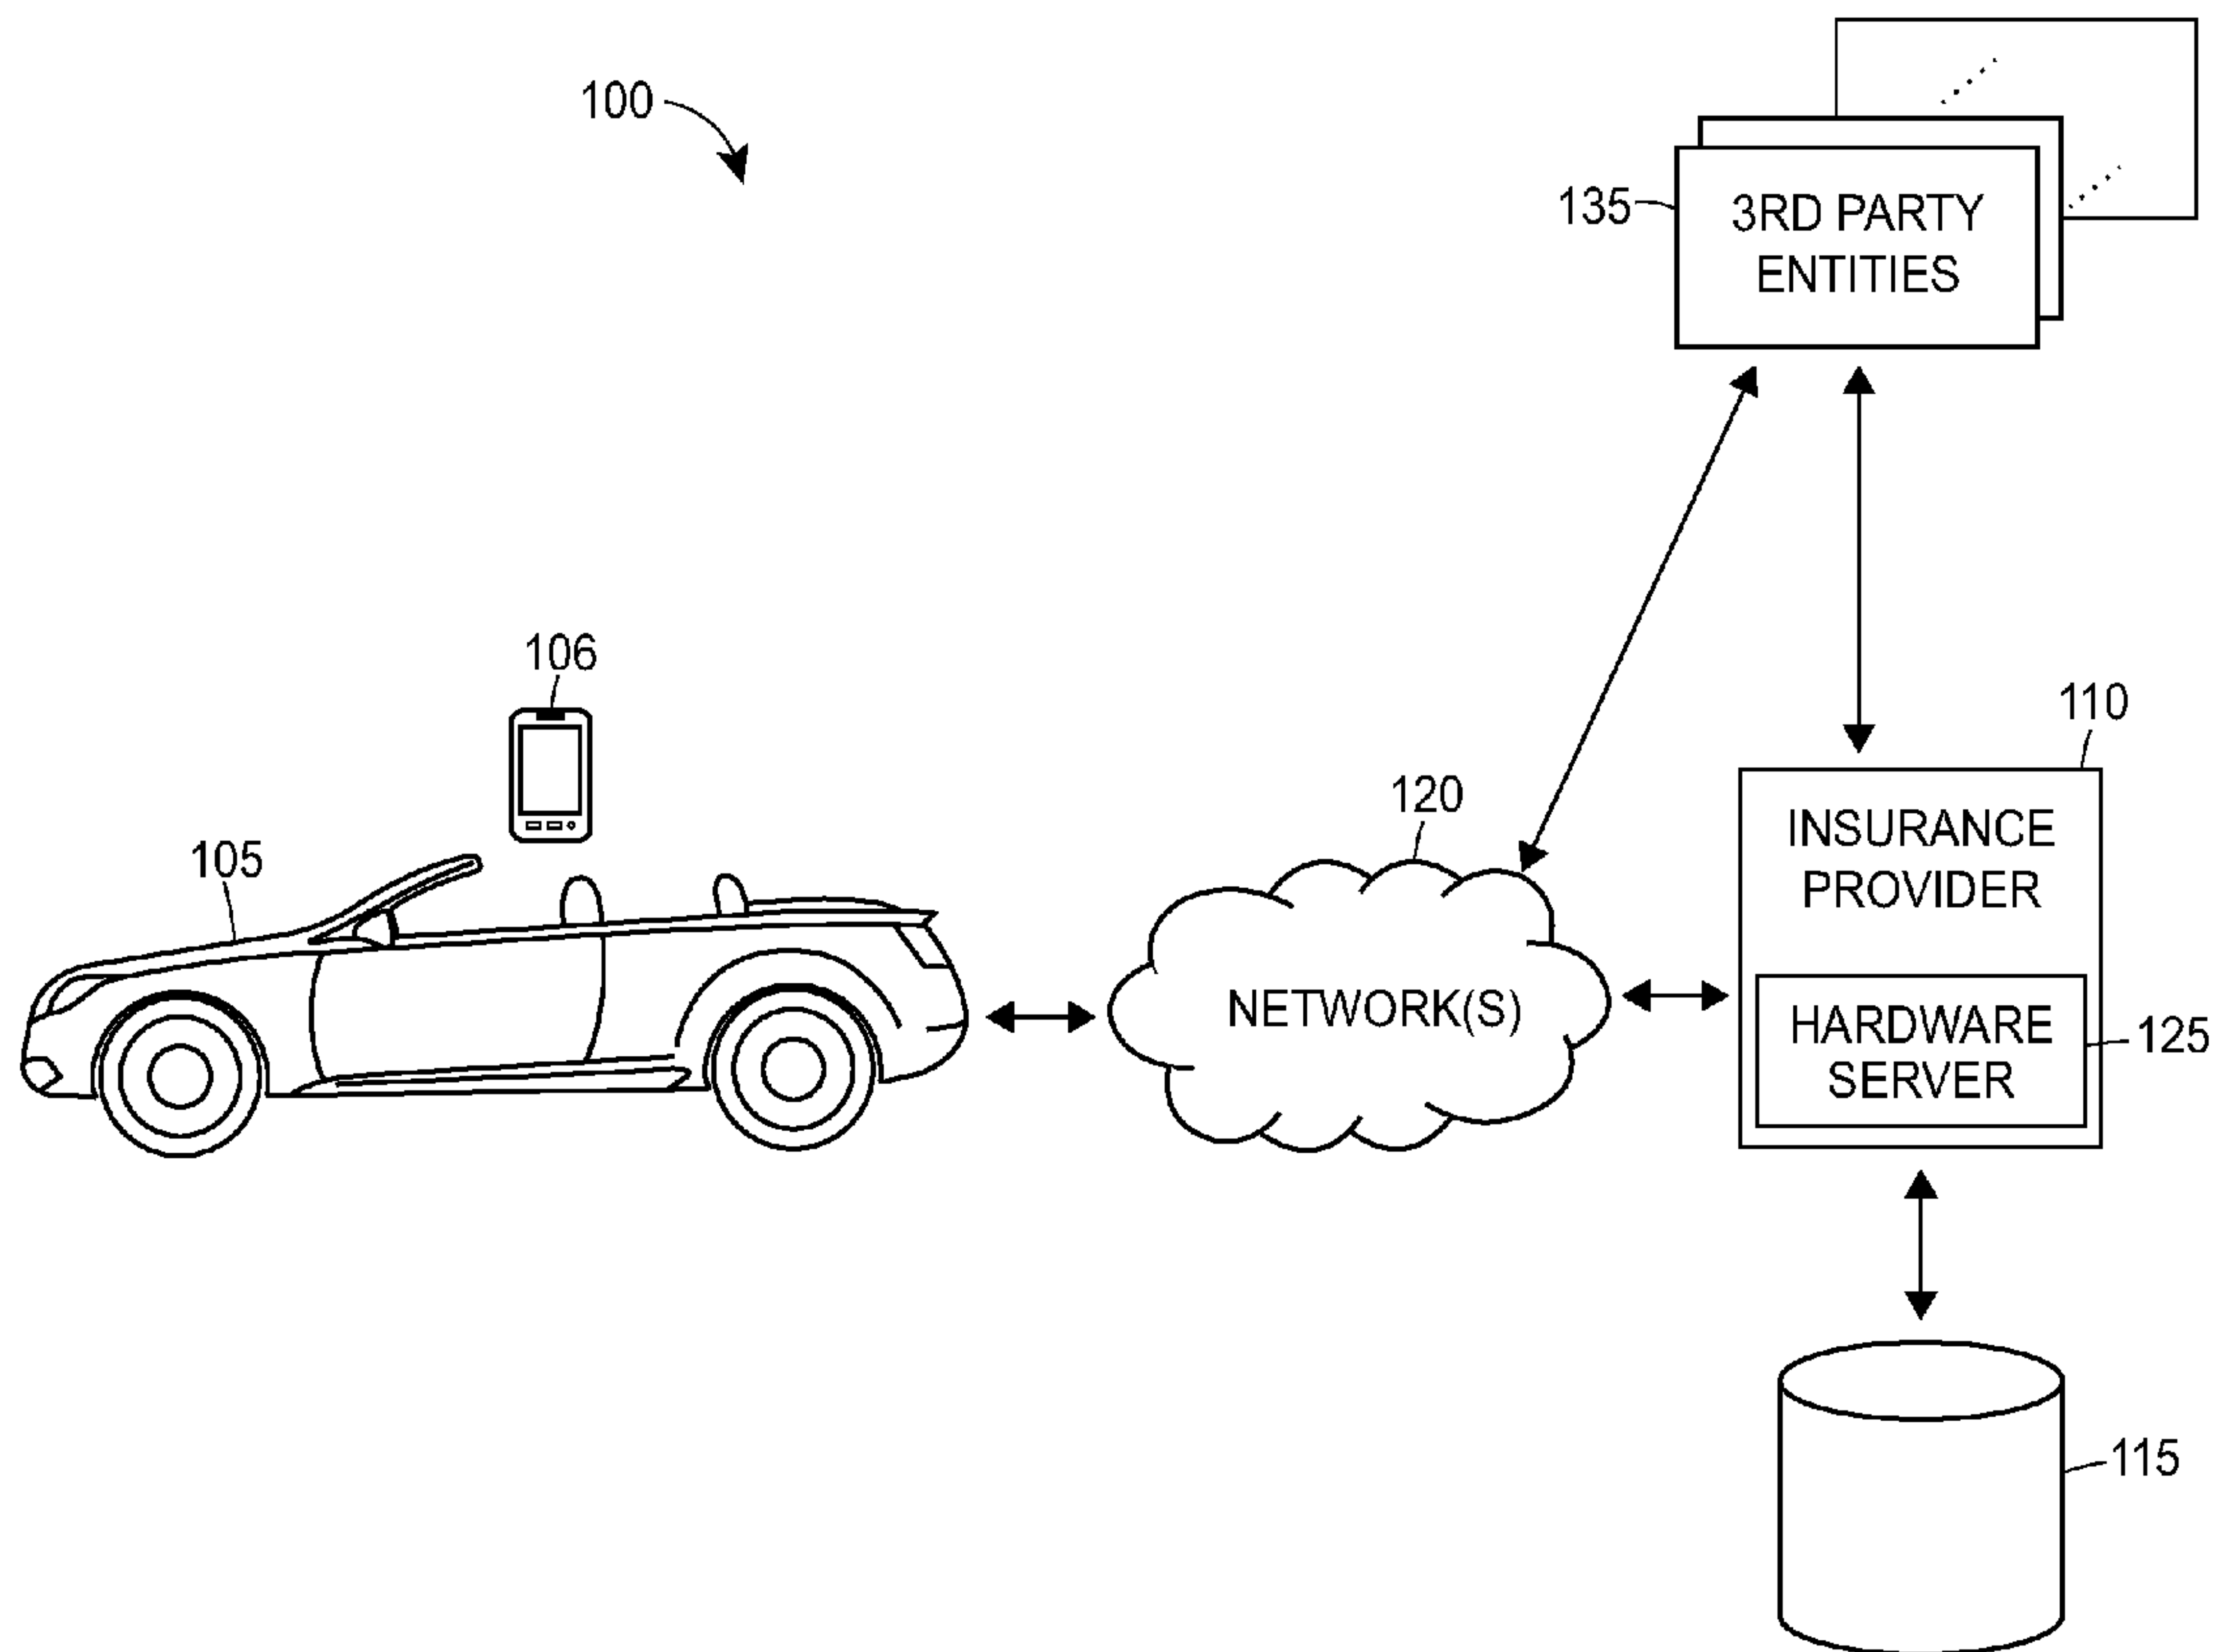 100
135
3RD PARTY
ENTITIES
106
110
120
105
INSURANCE
PROVIDER
NETWORK(S)
HARDWARE
SERVER
125
115